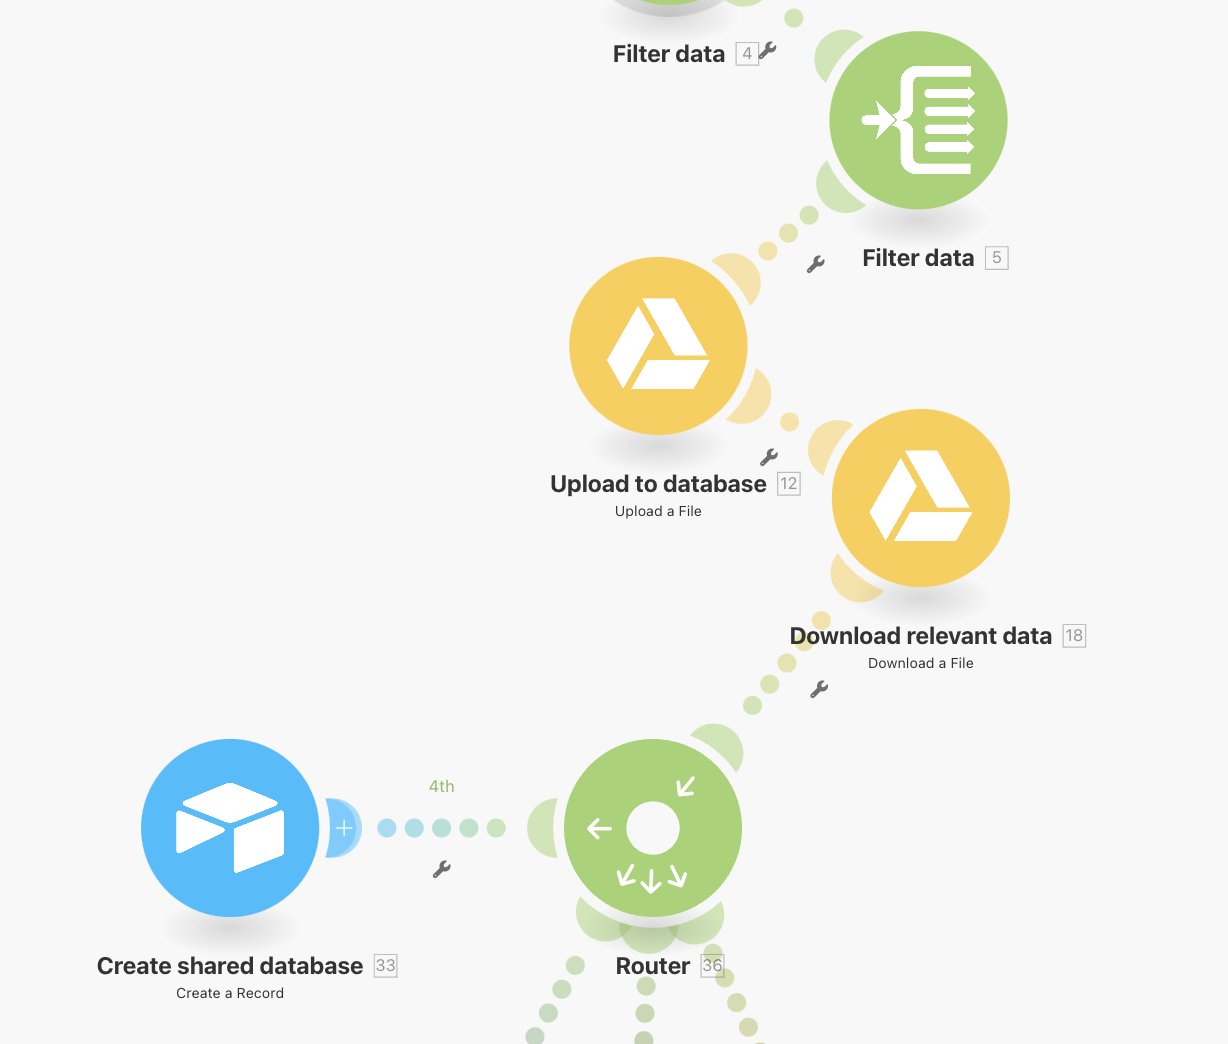 Filter data 4
Filter data 5
Upload to database 12
Upload a File
Download relevant data 18
Download a File
4th
Create shared database 33
Create a Record
Router 36